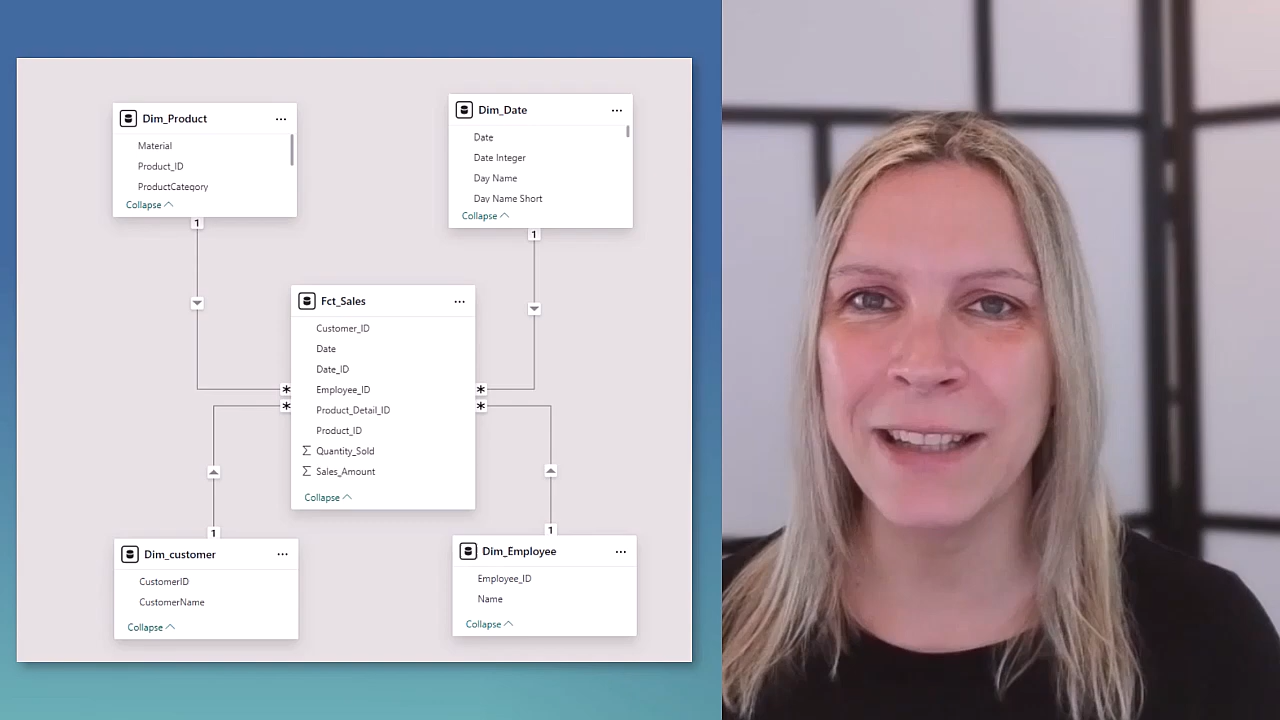 Dim_Product
Material
Product_ID
ProductCategory
Collapse
1
Dim_Date
Date
Date Integer
Day Name
Day Name Short
Collapse
1
Fct_Sales
Customer_ID
Date
Date_ID
Employee_ID
Product_Detail_ID
Product_ID
Σ Quantity_Sold
Σ Sales_Amount
Collapse
*
*
*
*
1
Dim_customer
CustomerID
CustomerName
Collapse
1
Dim_Employee
Employee_ID
Name
Collapse